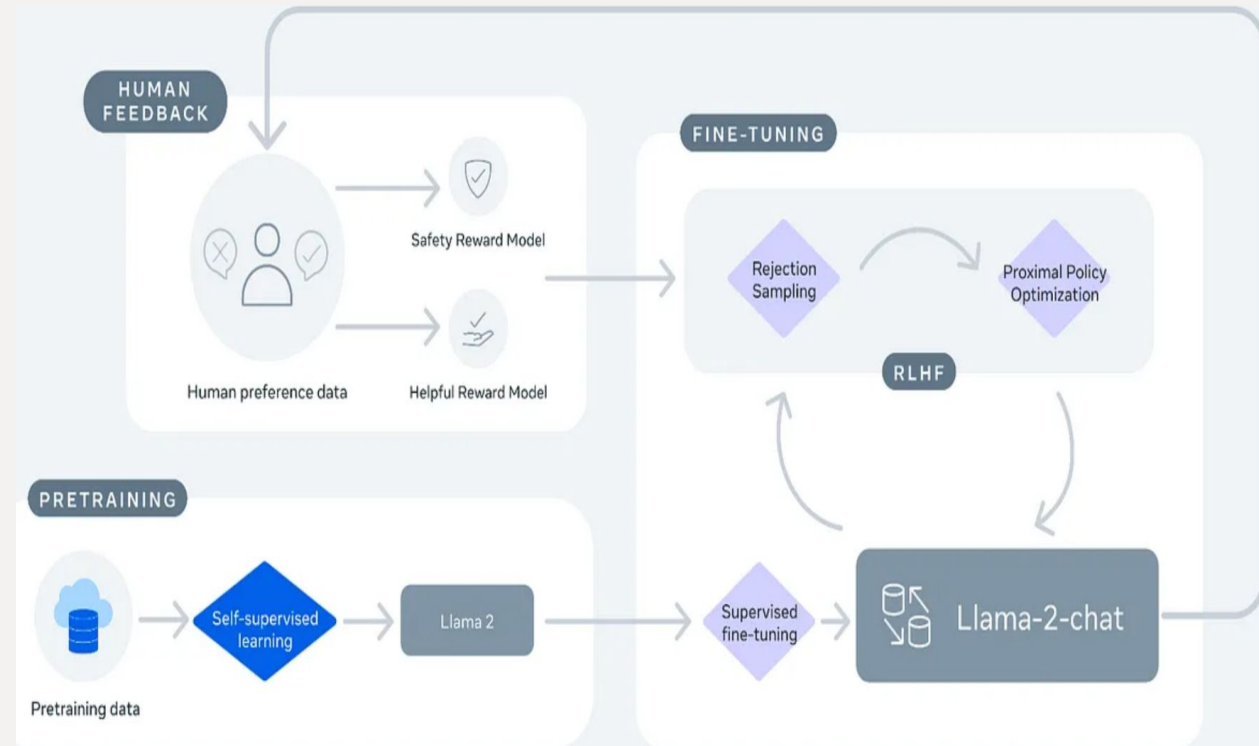 HUMAN
FEEDBACK
Safety Reward Model
Human preference data
Helpful Reward Model
FINE-TUNING
Rejection
Sampling
Proximal Policy
Optimization
RLHF
PRETRAINING
Pretraining data
Self-supervised
learning
Llama 2
Supervised
fine-tuning
Llama-2-chat